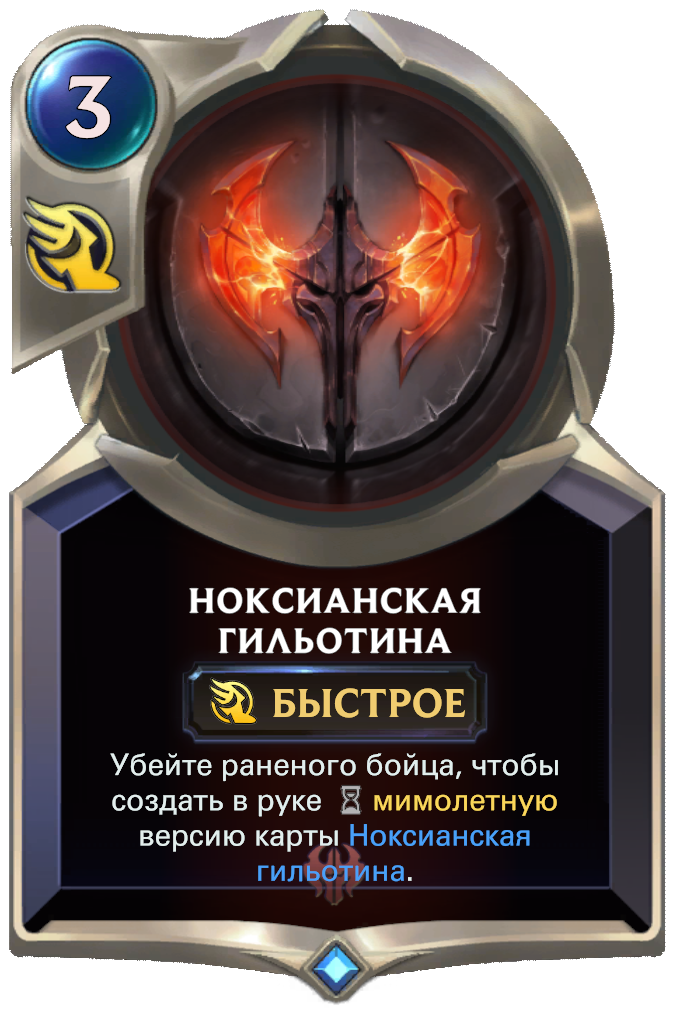 3
НОКСИАНСКАЯ
ГИЛЬОТИНА
БЫСТРОЕ
Убейте раненого бойца, чтобы
создать в руке мимолетную
версию карты Ноксианская
гильотина.